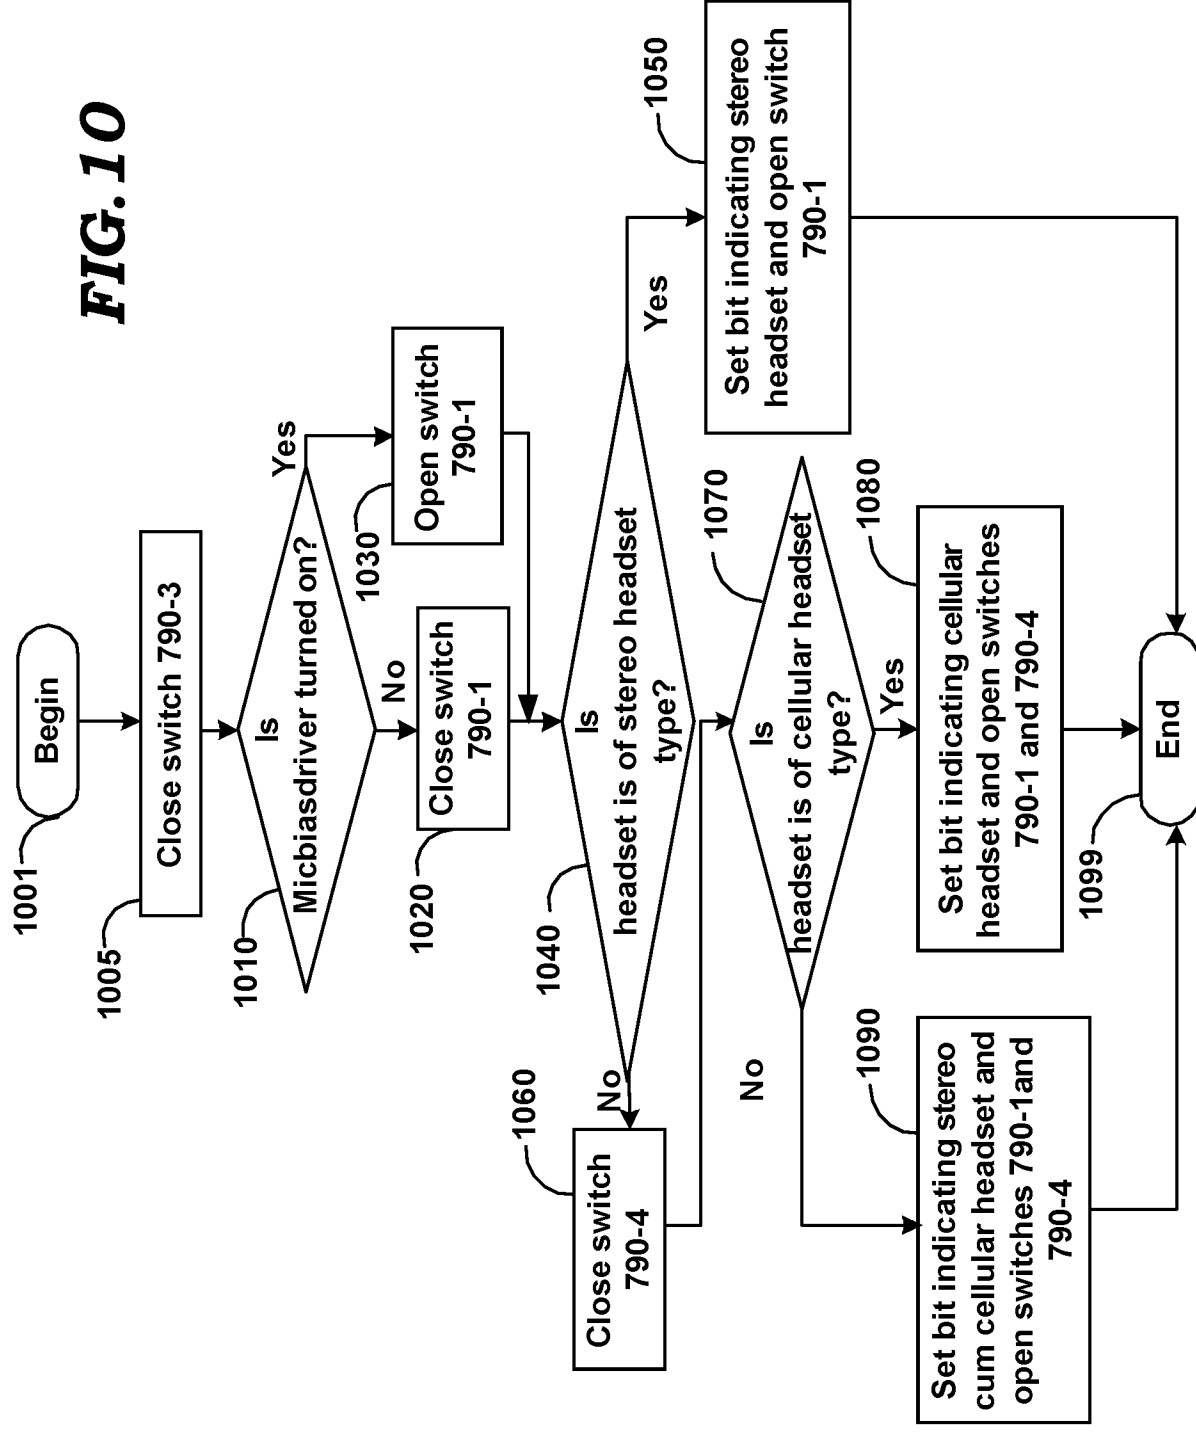 FIG.10
Begin
1001
Close switch 790-3
1005
Is
Micbiasdriver turned on?
1010
Yes
No
Open switch
790-1
1030
Close switch
790-1
1020
Is
headset is of stereo headset
type?
1040
Yes
No
Set bit indicating stereo
headset and open switch
790-1
1050
Close switch
790-4
1060
Is
headset is of cellular headset
type?
1070
Yes
No
Set bit indicating cellular
headset and open switches
790-1 and 790-4
1080
Set bit indicating stereo
cum cellular headset and
open switches 790-1and
790-4
1090
End
1099